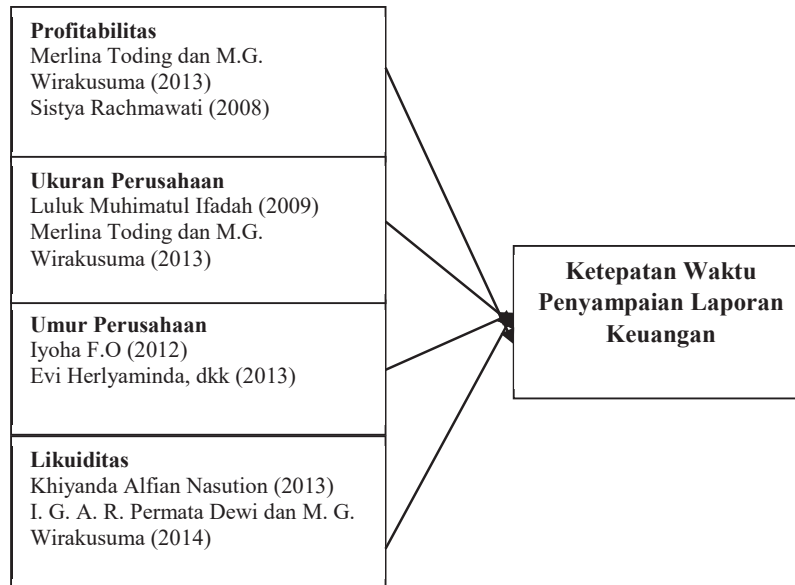 Profitabilitas
Merlina Toding dan M.G.
Wirakusuma (2013)
Sistya Rachmawati (2008)
Ukuran Perusahaan
Luluk Muhimatul Ifadah (2009)
Merlina Toding dan M.G.
Wirakusuma (2013)
Umur Perusahaan
Iyoha F.O (2012)
Evi Herlyaminda, dkk (2013)
Likuiditas
Khiyanda Alfian Nasution (2013)
I. G. A. R. Permata Dewi dan M. G.
Wirakusuma (2014)
Ketepatan Waktu
Penyampaian Laporan
Keuangan